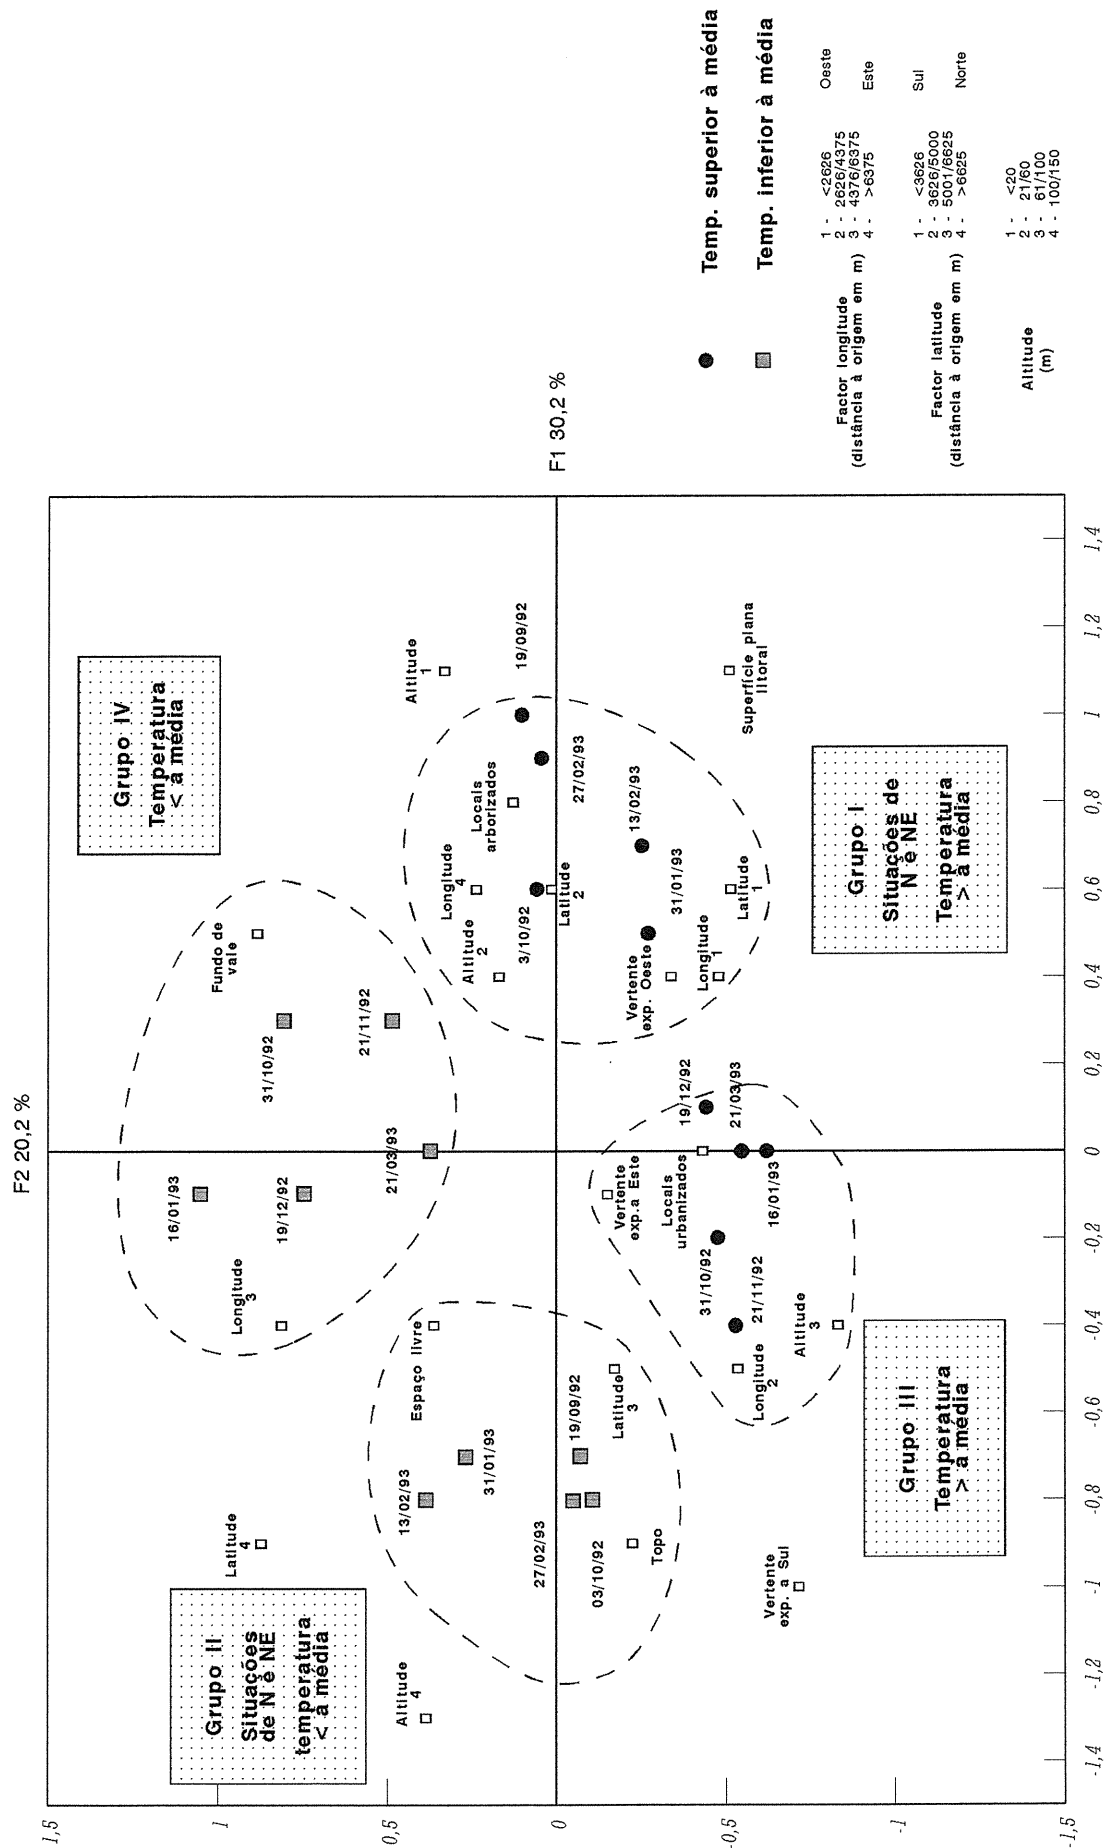 F2 20,2 %
1,5
1
0,5
0
-0,5
-1
-1,5
-1,4
-1,2
-1
-0,8
-0,6
-0,4
-0,2
0
0,2
0,4
0,6
0,8
1
1,2
1,4
F1 30,2 %
Grupo II
Situações
de N e NE
temperatura
< à média
Grupo IV
Temperatura
< à média
Grupo III
Temperatura
> à média
Grupo I
Situações de
N e NE
Temperatura
> à média
Altitude
4
Latitude
4
13/02/93
31/01/93
Espaço livre
27/02/93
03/10/92
19/09/92
Latitude
3
Topo
Vertente
exp. a Sul
Longitude
3
16/01/93
19/12/92
21/03/93
31/10/92
21/11/92
Fundo de
vale
Vertente
exp.a Este
Locais
urbanizados
19/12/92
21/03/93
16/01/93
31/10/92
21/11/92
Longitude
2
Altitude
3
Altitude
2
Longitude
4
Locais
arborizados
Altitude
1
19/09/92
27/02/93
3/10/92
Latitude
2
13/02/93
31/01/93
Vertente
exp. Oeste
Longitude
1
Latitude
1
Superfície plana
litoral
Temp. superior à média
Temp. inferior à média
Factor longitude
(distância à origem em m)
1 - <2626 Oeste
2 - 2626/4375
3 - 4376/6375
4 - >6375 Este
Factor latitude
(distância à origem em m)
1 - <3626 Sul
2 - 3626/5000
3 - 5001/6625
4 - >6625 Norte
Altitude
(m)
1 - <20
2 - 21/60
3 - 61/100
4 - 100/150